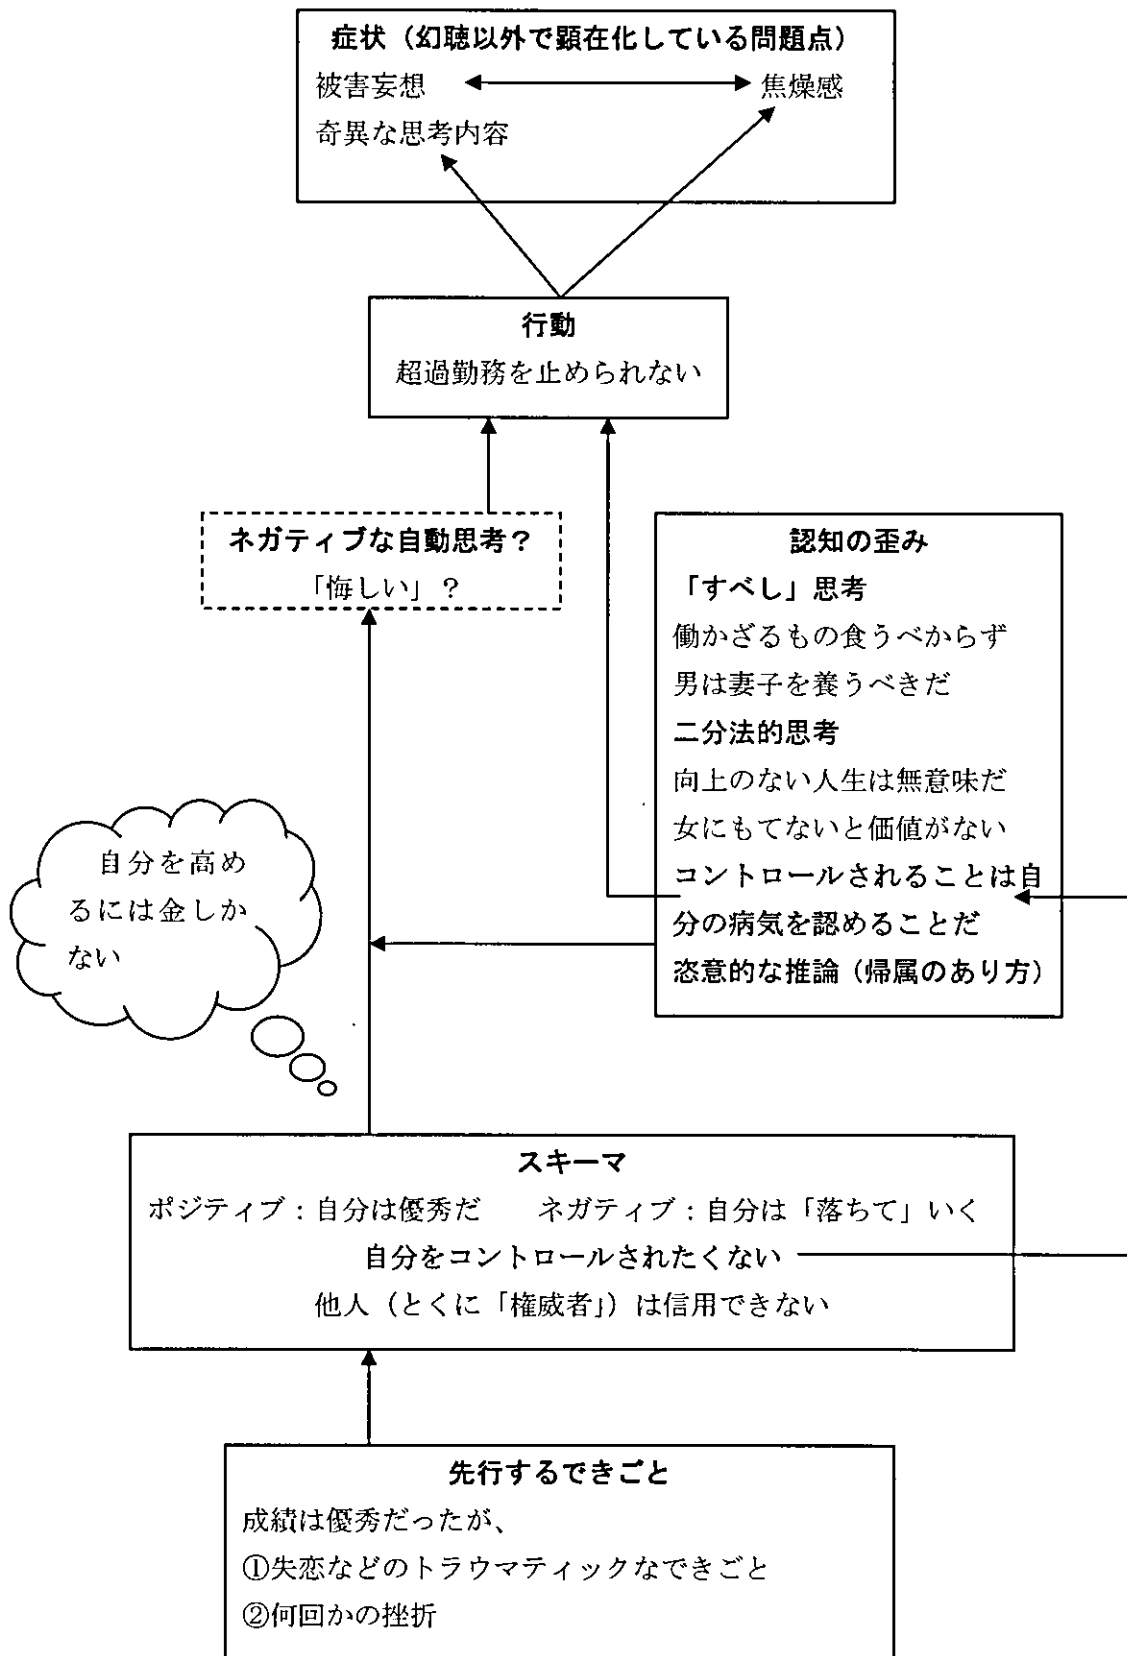 症状（幻聴以外で顕在化している問題点）
被害妄想 焦燥感
奇異な思考内容
行動
超過勤務を止められない
ネガティブな自動思考？
「悔しい」？
認知の歪み
「すべし」思考
働かざるもの食うべからず
男は妻子を養うべきだ
二分法的思考
向上のない人生は無意味だ
女にもてないと価値がない
コントロールされることは自
分の病気を認めることだ
恣意的な推論（帰属のあり方）
自分を高め
るには金しか
ない
スキーマ
ポジティブ：自分は優秀だ ネガティブ：自分は「落ちて」いく
自分をコントロールされたくない
他人（とくに「権威者」）は信用できない
先行するできごと
成績は優秀だったが、
①失恋などのトラウマティックなできごと
②何回かの挫折